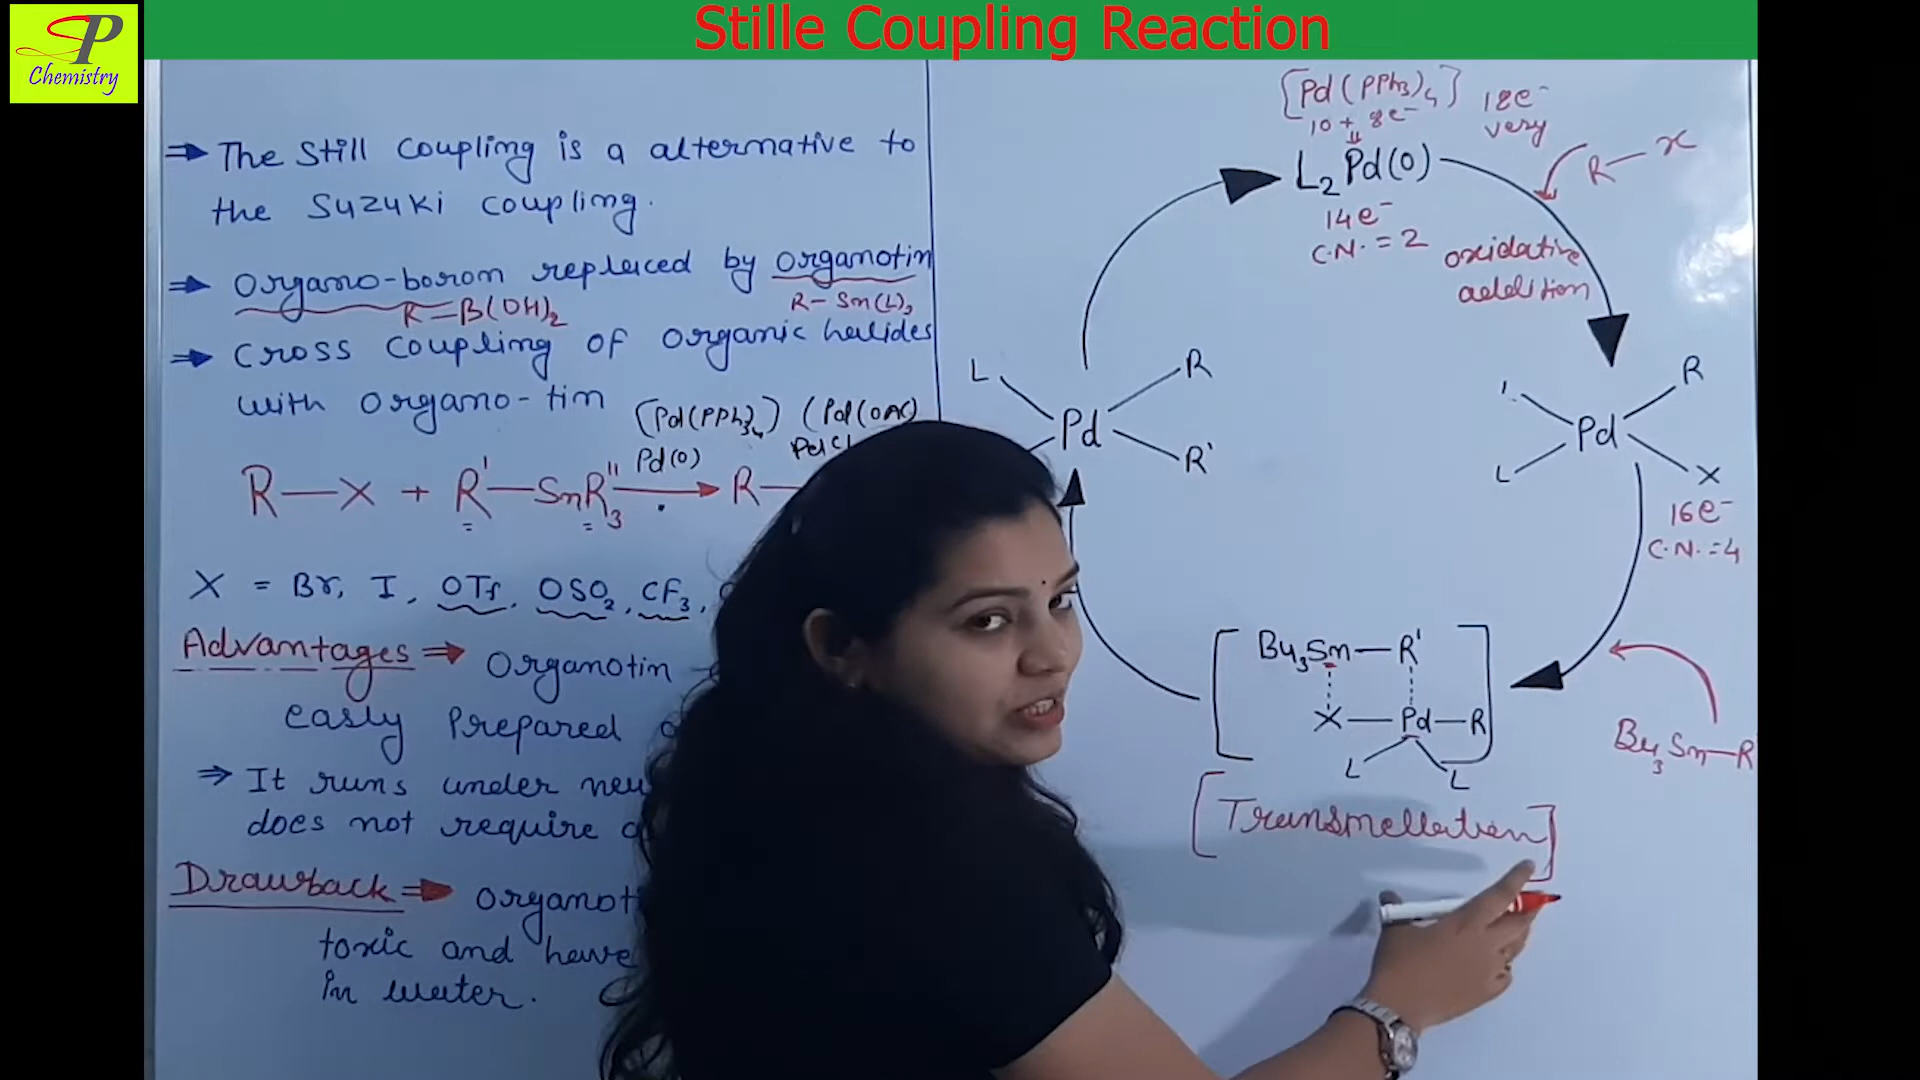 SP
Chemistry
Stille Coupling Reaction
⇒ The Still Coupling is a alternative to
the Suzuki coupling.
⇒ Organo-boron replaced by organotin
R-B(OH)₂ R-Sn(L)₃
⇒ Cross coupling of organic halides
with organo-tin
[Pd(PPh₃)₄] (Pd(OAc)
Pd(0)
R—X + R'—SnR''₃ → R—
X = Br, I, OTf, OSO₂, CF₃,
Advantages ⇒ Organotin
easly prepared
⇒ It runs under
does not require
Drawback ⇒
toxic and have
in water.
[Pd(PPh₃)₄] 18e⁻
10 + 8e⁻ very
L₂Pd(0)
14e⁻
C.N. = 2
R—X
oxidative
addition
L R
Pd
R'
L R
Pd
L X
16e⁻
C.N. = 4
Bu₃Sn—R'
X—Pd—R
L L
Bu₃Sn—R
[Transmellation]